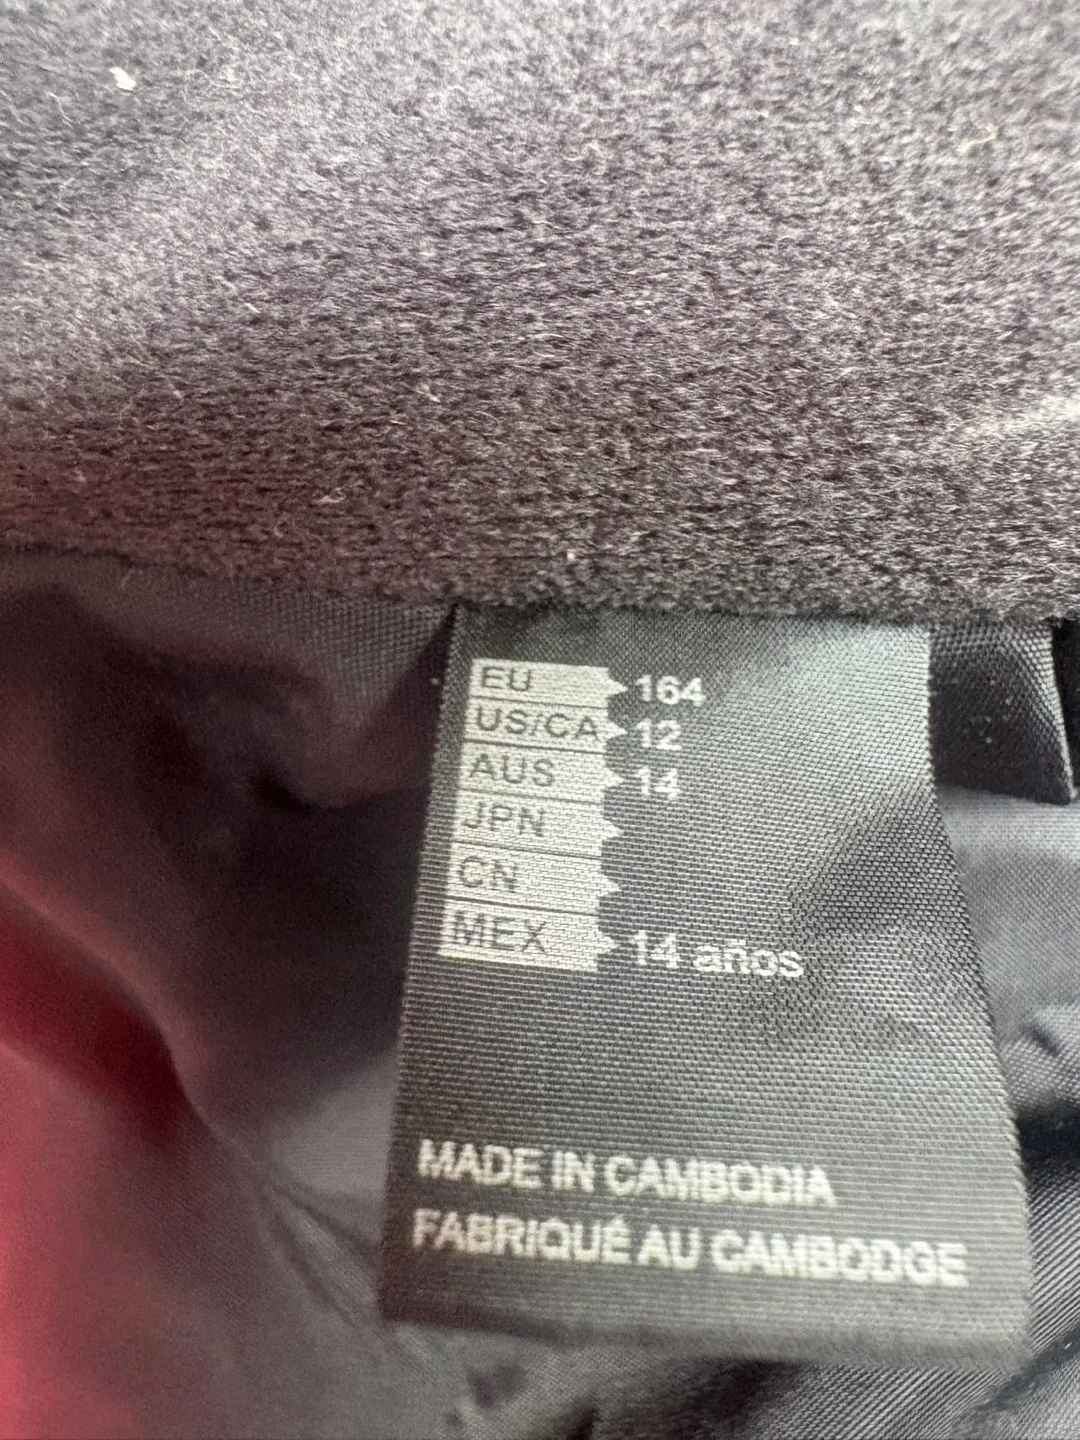 EU 164
US/CA 12
AUS 14
JPN
CN
MEX 14 años
MADE IN CAMBODIA
FABRIQUÉ AU CAMBODGE